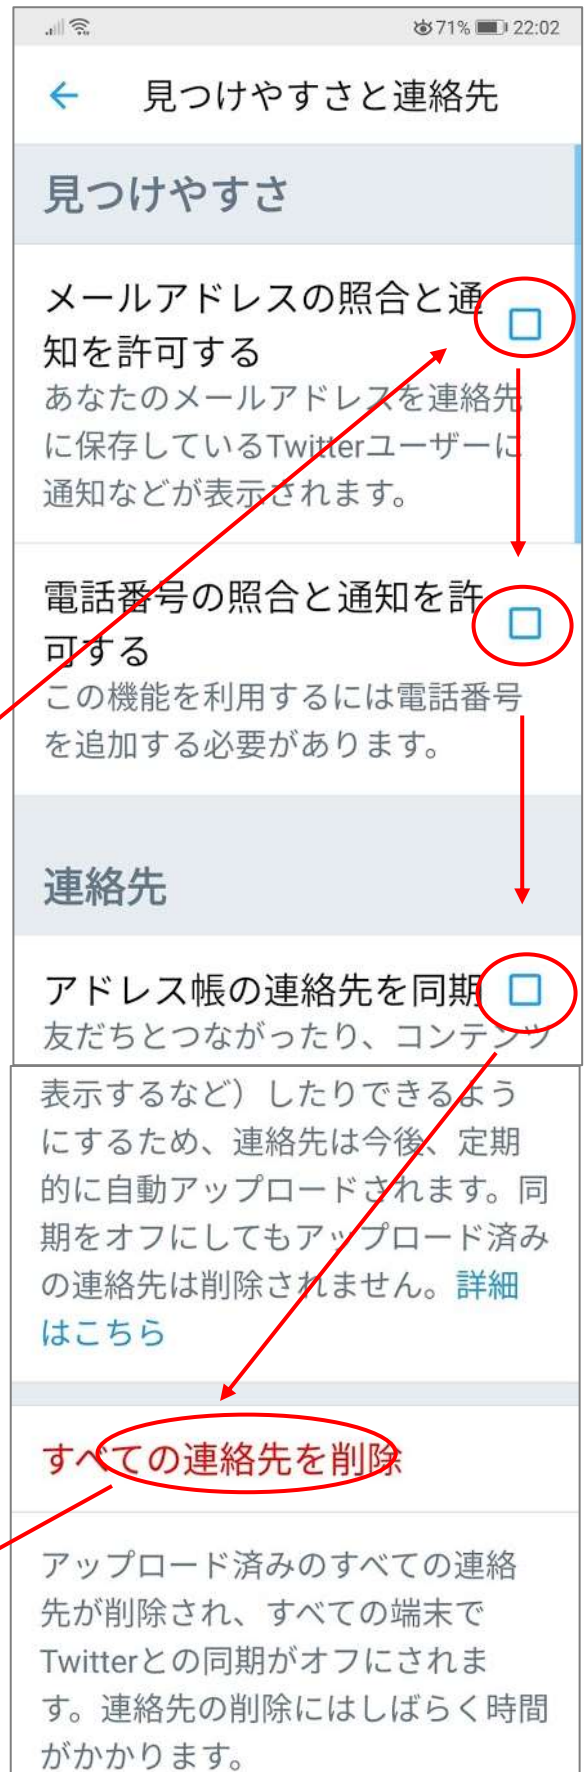 71% 22:02
見つけやすさと連絡先
見つけやすさ
メールアドレスの照合と通
知を許可する
あなたのメールアドレスを連絡先
に保存しているTwitterユーザーに
通知などが表示されます。
電話番号の照合と通知を許
可する
この機能を利用するには電話番号
を追加する必要があります。
連絡先
アドレス帳の連絡先を同期
友だちとつながったり、コンテンツ
表示するなど）したりできるよう
にするため、連絡先は今後、定期
的に自動アップロードされます。同
期をオフにしてもアップロード済み
の連絡先は削除されません。詳細
はこちら
すべての連絡先を削除
アップロード済みのすべての連絡
先が削除され、すべての端末で
Twitterとの同期がオフにされま
す。連絡先の削除にはしばらく時間
がかかります。